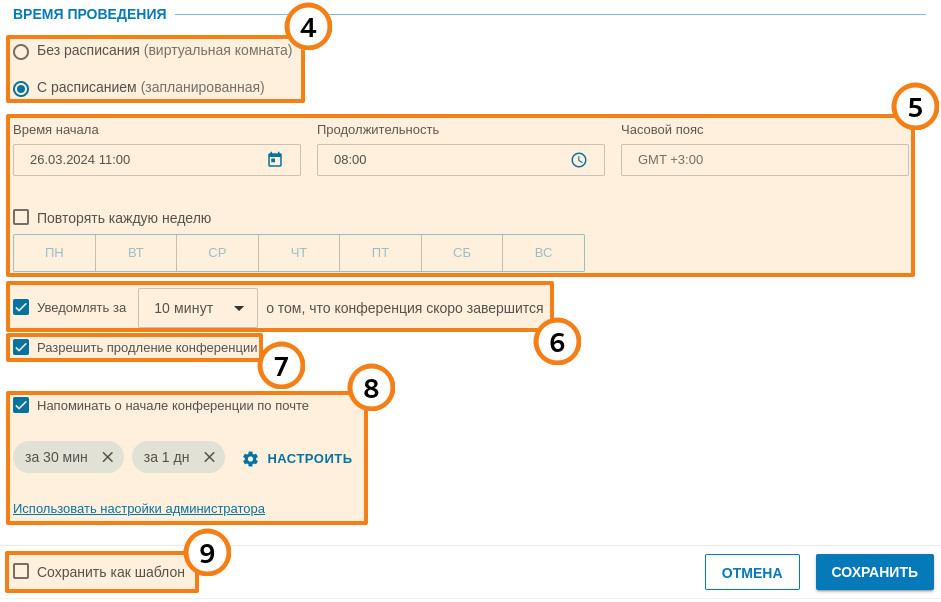 ВРЕМЯ ПРОВЕДЕНИЯ
4
Без расписания (виртуальная комната)
С расписанием (запланированная)
5
Время начала Продолжительность Часовой пояс
26.03.2024 11:00 08:00 GMT +3:00
Повторять каждую неделю
ПН ВТ СР ЧТ ПТ СБ ВС
Уведомлять за 10 минут о том, что конференция скоро завершится
6
Разрешить продление конференции
7
8
Напоминать о начале конференции по почте
за 30 мин за 1 дн НАСТРОИТЬ
Использовать настройки администратора
9
Сохранить как шаблон ОТМЕНА СОХРАНИТЬ